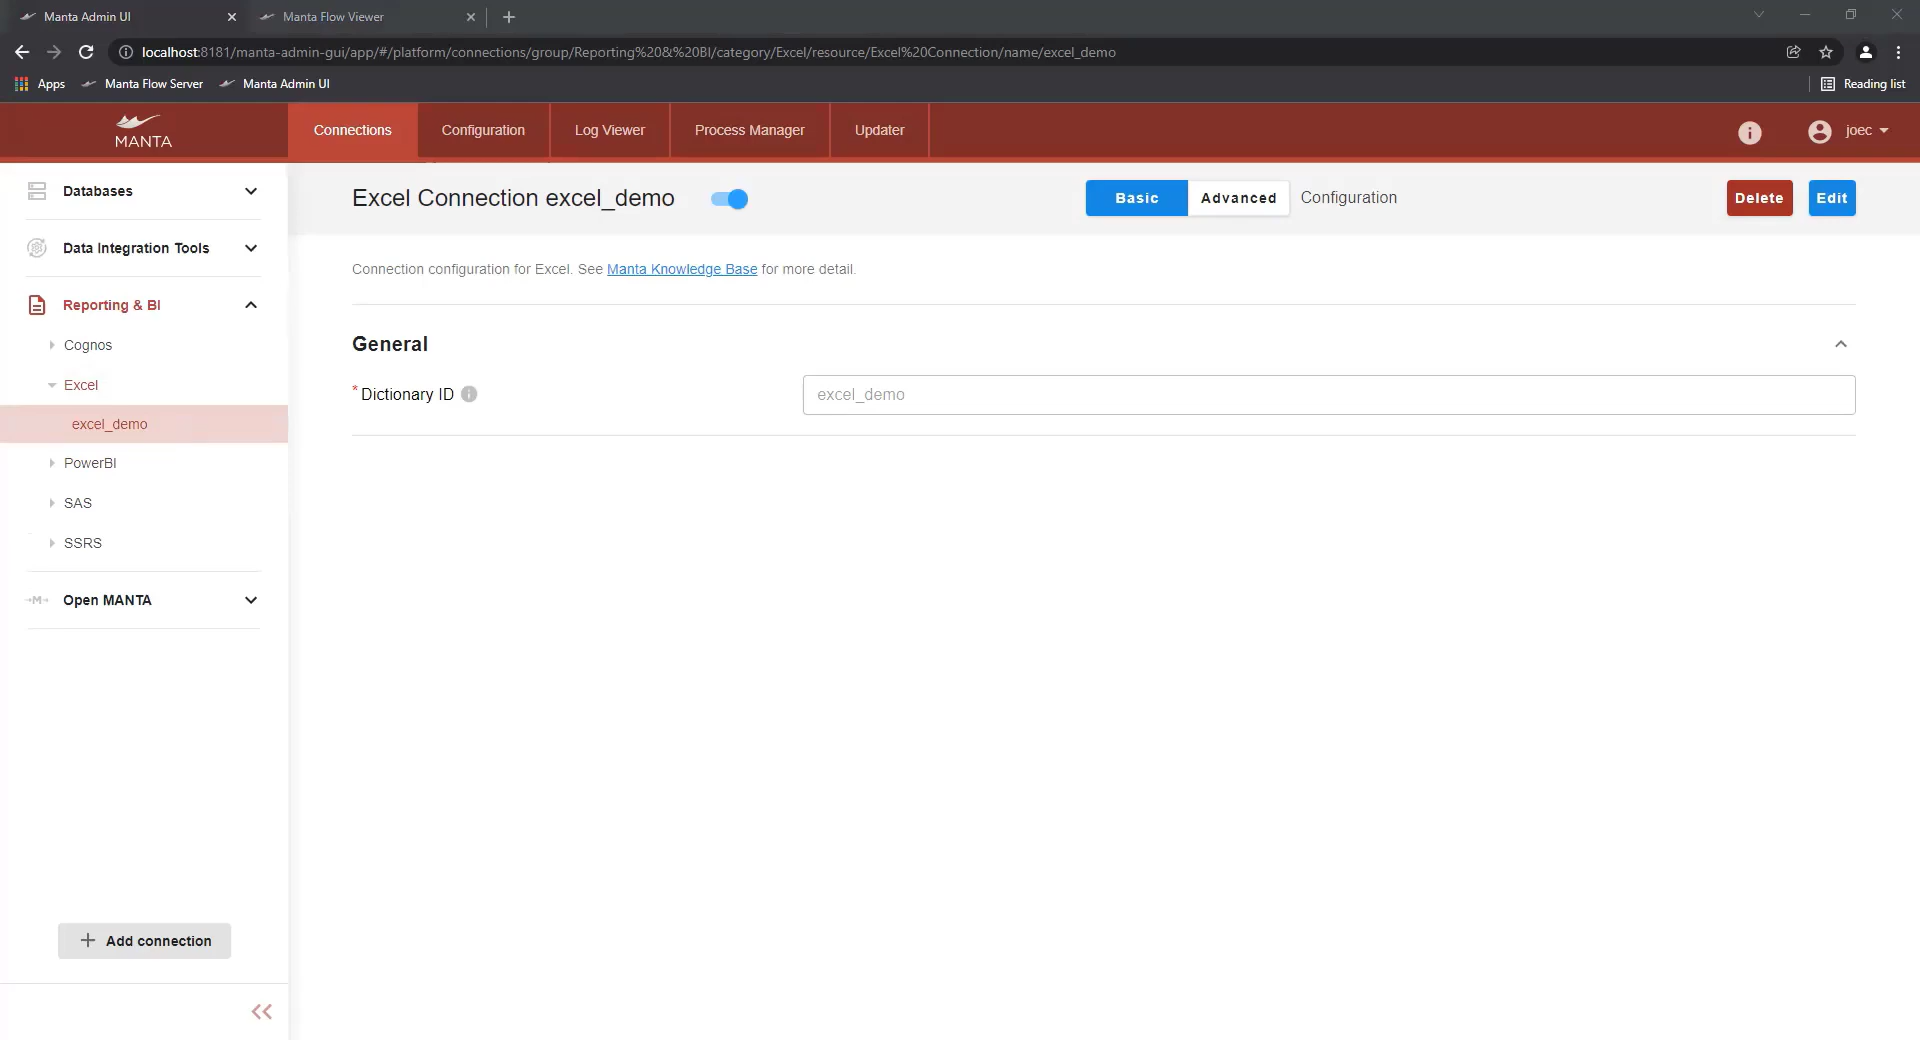 Manta Admin UI
Manta Flow Viewer
localhost:8181/manta-admin-gui/app/#/platform/connections/group/Reporting%20&%20BI/category/Excel/resource/Excel%20Connection/name/excel_demo
Apps
Manta Flow Server
Manta Admin UI
Reading list
MANTA
Connections
Configuration
Log Viewer
Process Manager
Updater
joec
Databases
Data Integration Tools
Reporting & BI
Cognos
Excel
excel_demo
PowerBI
SAS
SSRS
Open MANTA
Add connection
Excel Connection excel_demo
Basic
Advanced
Configuration
Delete
Edit
Connection configuration for Excel. See Manta Knowledge Base for more detail.
General
* Dictionary ID
excel_demo